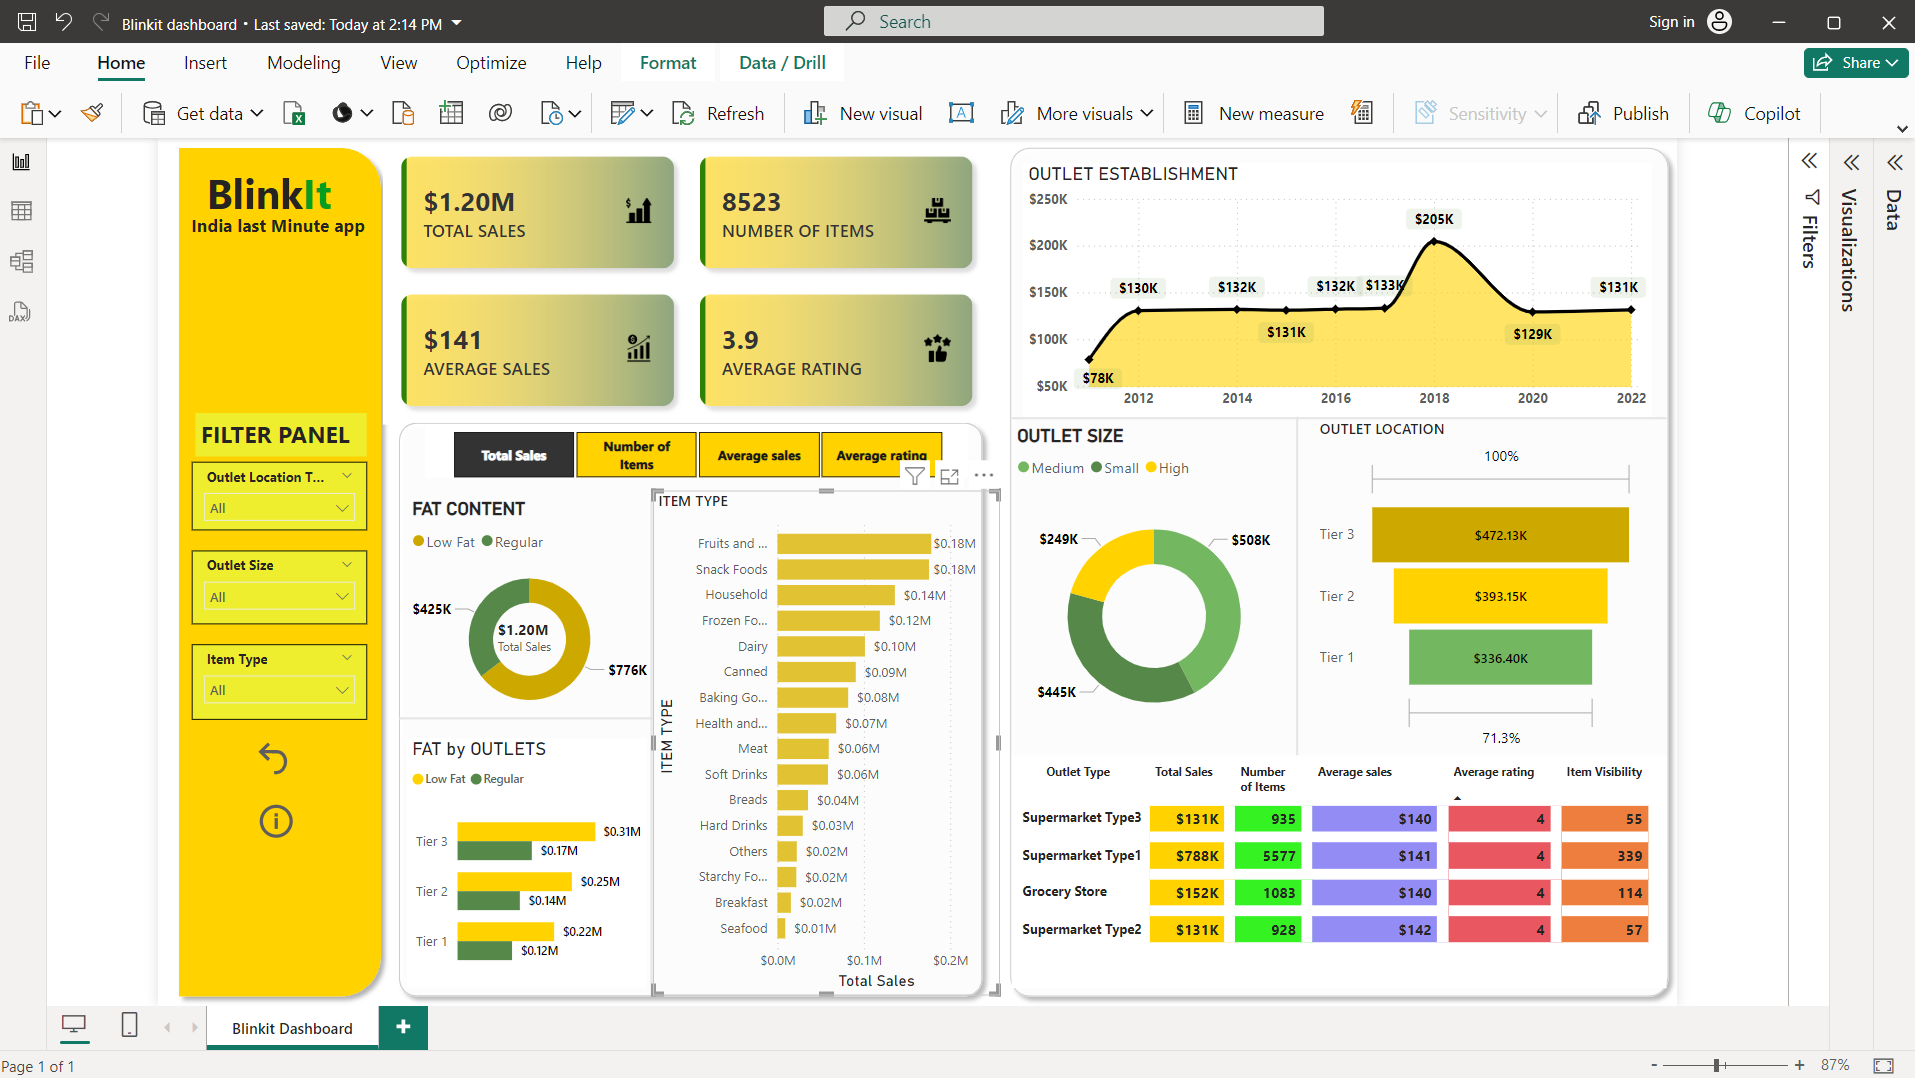 Blinkit dashboard • Last saved: Today at 2:14 PM
Search
Sign in
File
Home
Insert
Modeling
View
Optimize
Help
Format
Data / Drill
Share
Get data
Refresh
New visual
More visuals
New measure
Sensitivity
Publish
Copilot
DAX
BlinkIt
India last Minute app
FILTER PANEL
Outlet Location T...
All
Outlet Size
All
Item Type
All
$1.20M
TOTAL SALES
8523
NUMBER OF ITEMS
$141
AVERAGE SALES
3.9
AVERAGE RATING
Total Sales
Number of
Items
Average sales
Average rating
FAT CONTENT
Low Fat
Regular
$425K
$1.20M
Total Sales
$776K
FAT by OUTLETS
Low Fat
Regular
Tier 3
$0.31M
$0.17M
Tier 2
$0.25M
$0.14M
Tier 1
$0.22M
$0.12M
ITEM TYPE
ITEM TYPE
Fruits and ...
$0.18M
Snack Foods
$0.18M
Household
$0.14M
Frozen Fo...
$0.12M
Dairy
$0.10M
Canned
$0.09M
Baking Go...
$0.08M
Health and...
$0.07M
Meat
$0.06M
Soft Drinks
$0.06M
Breads
$0.04M
Hard Drinks
$0.03M
Others
$0.02M
Starchy Fo...
$0.02M
Breakfast
$0.02M
Seafood
$0.01M
$0.0M
$0.1M
$0.2M
Total Sales
OUTLET ESTABLISHMENT
$250K
$200K
$150K
$100K
$50K
$78K
$130K
$132K
$131K
$132K
$133K
$205K
$129K
$131K
2012
2014
2016
2018
2020
2022
OUTLET SIZE
Medium
Small
High
$249K
$508K
$445K
OUTLET LOCATION
100%
Tier 3
$472.13K
Tier 2
$393.15K
Tier 1
$336.40K
71.3%
Outlet Type
Total Sales
Number
of Items
Average sales
Average rating
Item Visibility
Supermarket Type3 $131K 935 $140 4 55
Supermarket Type1 $788K 5577 $141 4 339
Grocery Store $152K 1083 $140 4 114
Supermarket Type2 $131K 928 $142 4 57
Filters
Visualizations
Data
Blinkit Dashboard
Page 1 of 1
87%